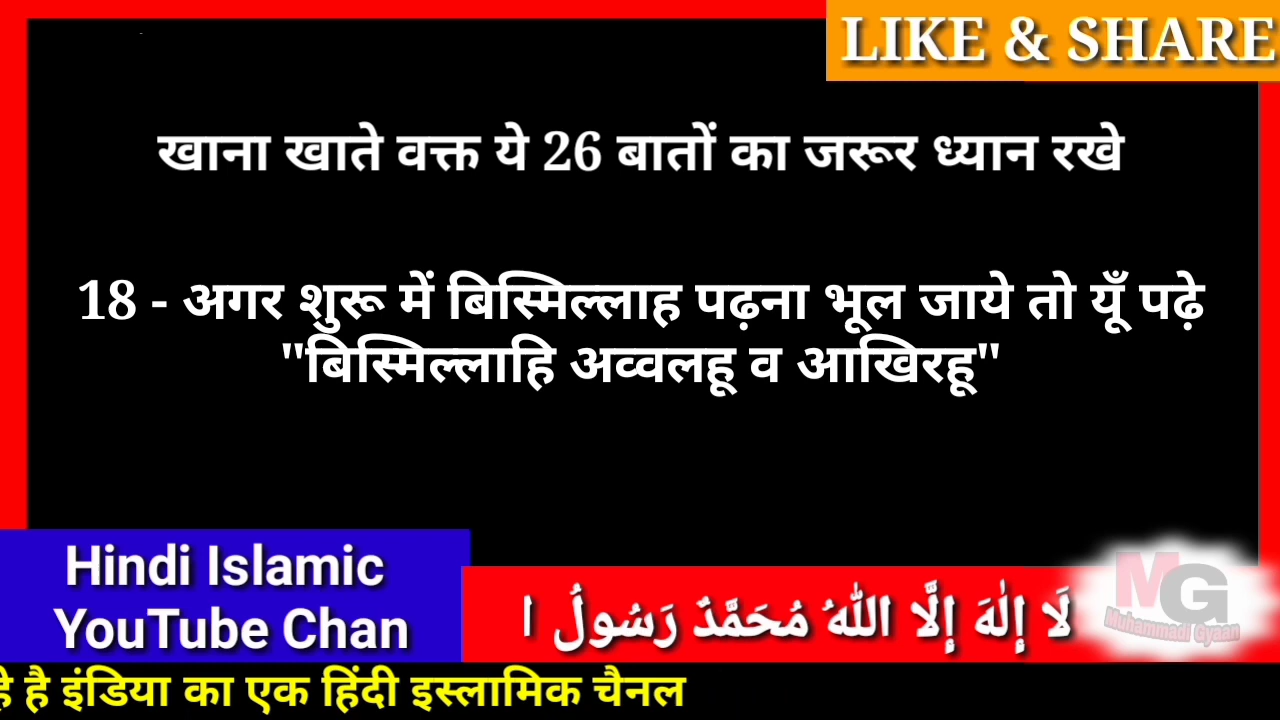 LIKE & SHARE
खाना खाते वक्त ये 26 बातों का जरूर ध्यान रखे
18 - अगर शुरू में बिस्मिल्लाह पढ़ना भूल जाये तो यूँ पढ़े
"बिस्मिल्लाहि अव्वलहू व आखिरहू"
Hindi Islamic
YouTube Chan
لَا إِلٰهَ إِلَّا اللهُ مُحَمَّدٌ رَسُولُ ا
MG
Muhammadi Gyaan
है इंडिया का एक हिंदी इस्लामिक चैनल